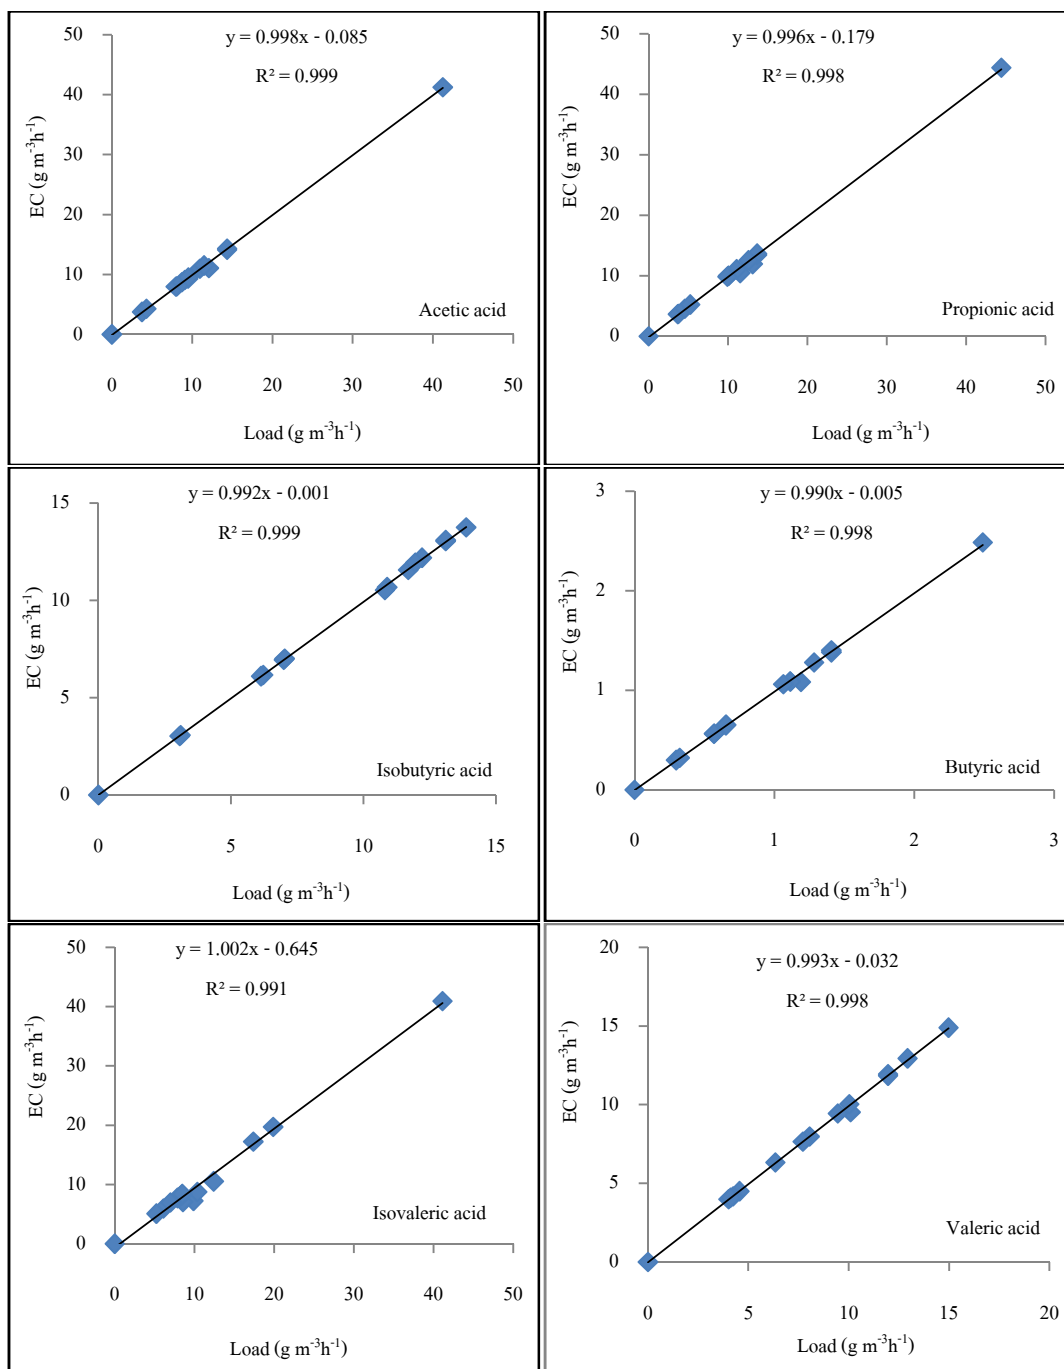 y = 0.998x - 0.085
R² = 0.999
EC (g m⁻³h⁻¹)
50
40
30
20
10
0
Acetic acid
0 10 20 30 40 50
Load (g m⁻³h⁻¹)
y = 0.996x - 0.179
R² = 0.998
EC (g m⁻³h⁻¹)
50
40
30
20
10
0
Propionic acid
0 10 20 30 40 50
Load (g m⁻³h⁻¹)
y = 0.992x - 0.001
R² = 0.999
EC (g m⁻³h⁻¹)
15
10
5
0
Isobutyric acid
0 5 10 15
Load (g m⁻³h⁻¹)
y = 0.990x - 0.005
R² = 0.998
EC (g m⁻³h⁻¹)
3
2
1
0
Butyric acid
0 1 2 3
Load (g m⁻³h⁻¹)
y = 1.002x - 0.645
R² = 0.991
EC (g m⁻³h⁻¹)
50
40
30
20
10
0
Isovaleric acid
0 10 20 30 40 50
Load (g m⁻³h⁻¹)
y = 0.993x - 0.032
R² = 0.998
EC (g m⁻³h⁻¹)
20
15
10
5
0
Valeric acid
0 5 10 15 20
Load (g m⁻³h⁻¹)